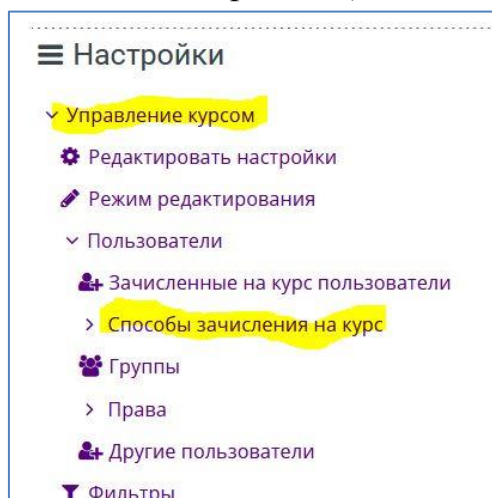 Настройки
Управление курсом
Редактировать настройки
Режим редактирования
Пользователи
Зачисленные на курс пользователи
Способы зачисления на курс
Группы
Права
Другие пользователи
Фильтры